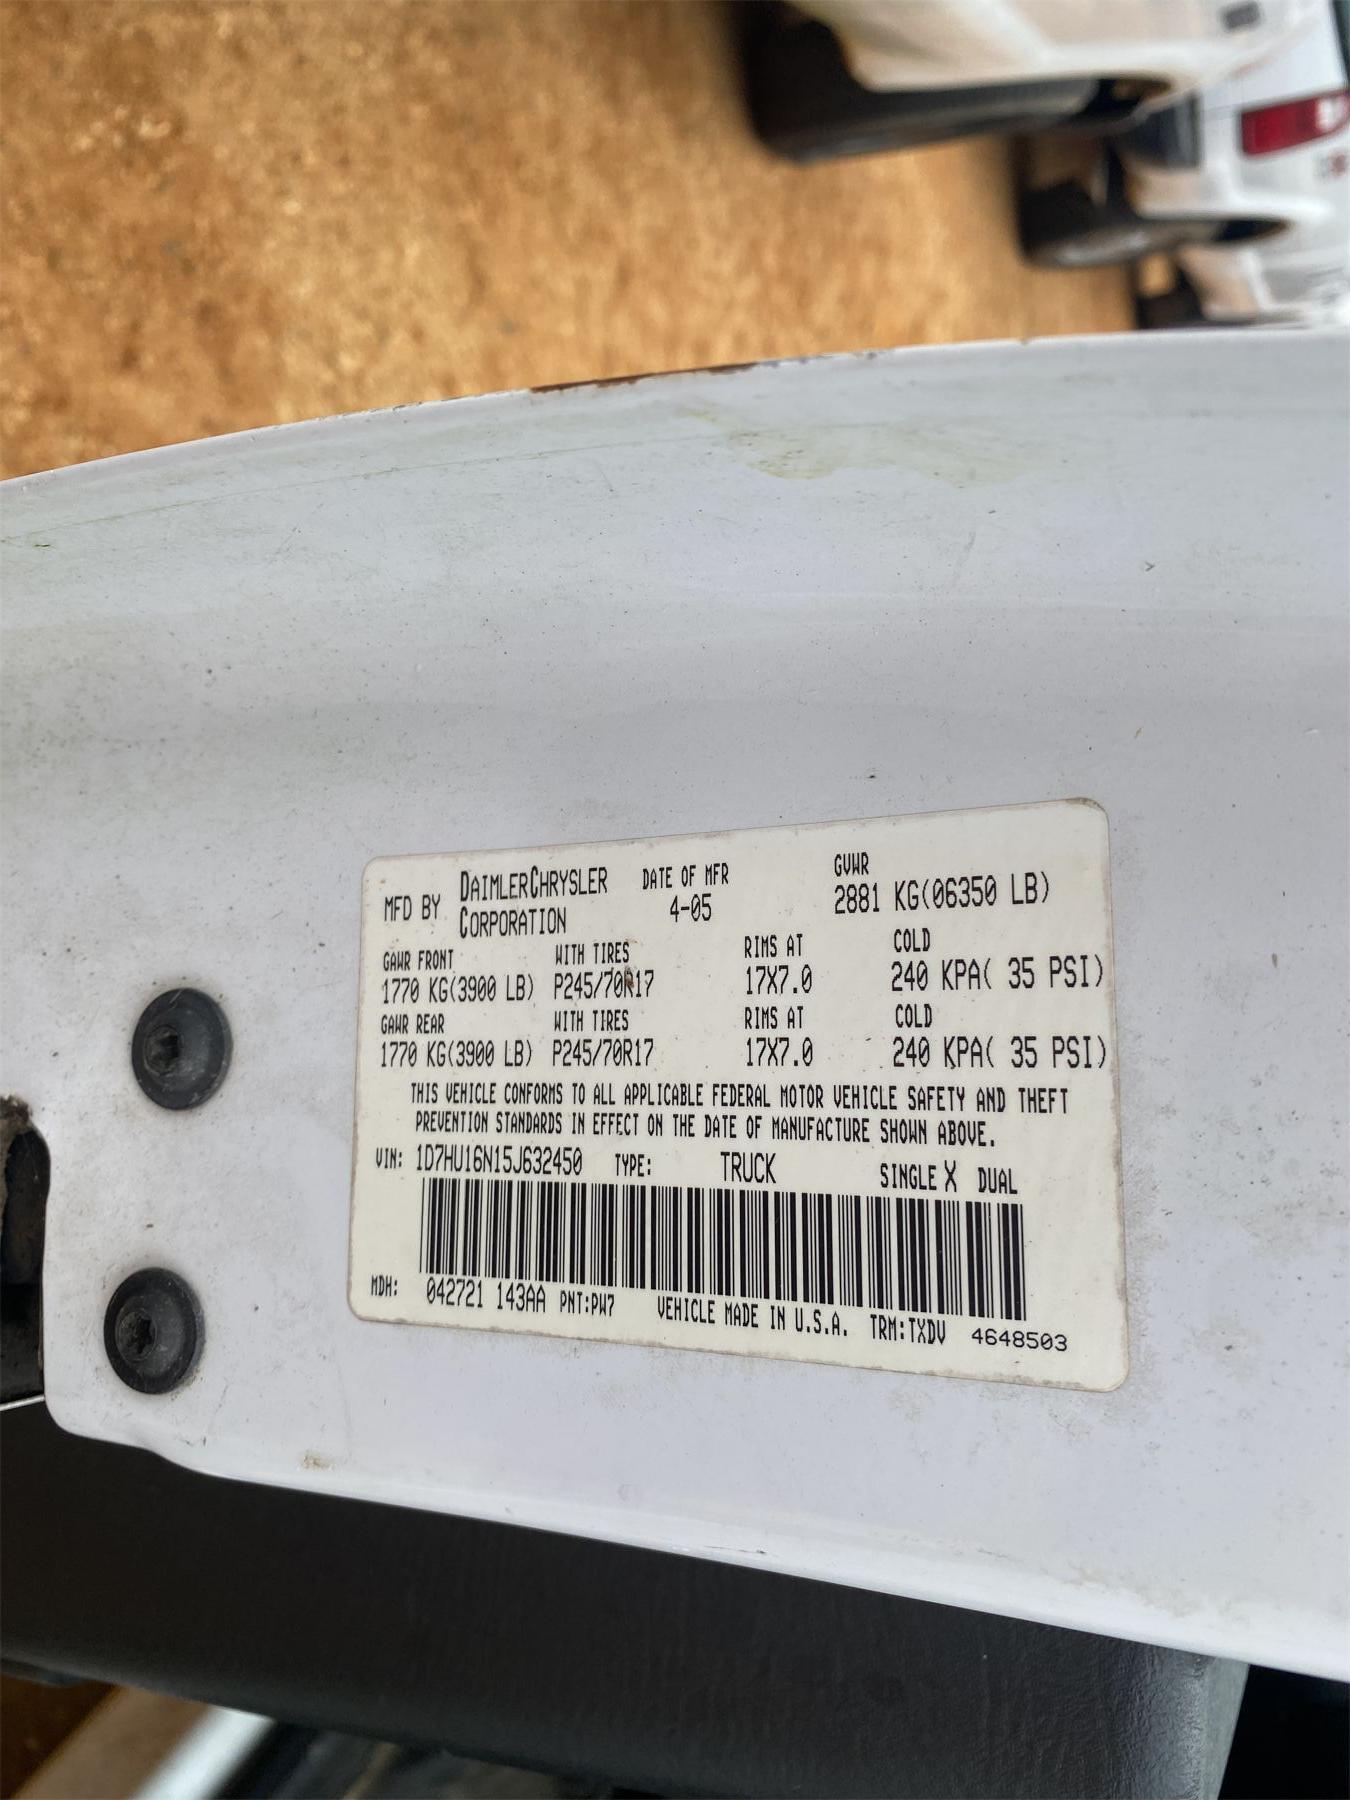 MFD BY DAIMLERCHRYSLER CORPORATION
DATE OF MFR 4-05
GVWR 2881 KG(06350 LB)
GAWR FRONT WITH TIRES RIMS AT COLD
1770 KG(3900 LB) P245/70R17 17X7.0 240 KPA( 35 PSI)
GAWR REAR WITH TIRES RIMS AT COLD
1770 KG(3900 LB) P245/70R17 17X7.0 240 KPA( 35 PSI)
THIS VEHICLE CONFORMS TO ALL APPLICABLE FEDERAL MOTOR VEHICLE SAFETY AND THEFT
PREVENTION STANDARDS IN EFFECT ON THE DATE OF MANUFACTURE SHOWN ABOVE.
VIN: 1D7HU16N15J632450 TYPE: TRUCK SINGLE X DUAL
MDH: 042721 143AA PNT:PW7 VEHICLE MADE IN U.S.A. TRM:TXDV 4648503